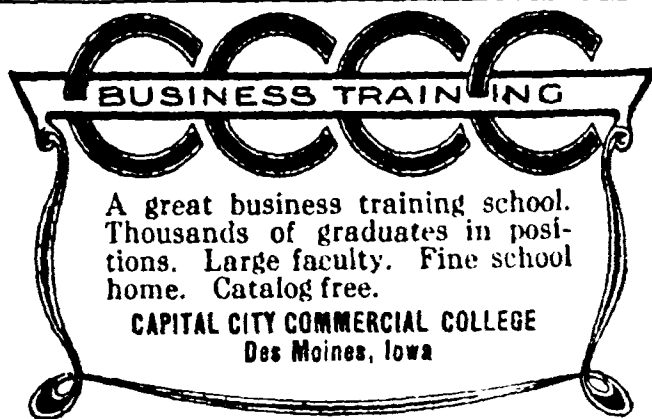 CCCC
BUSINESS TRAINING
A great business training school.
Thousands of graduates in posi-
tions. Large faculty. Fine school
home. Catalog free.
CAPITAL CITY COMMERCIAL COLLEGE
Des Moines, Iowa